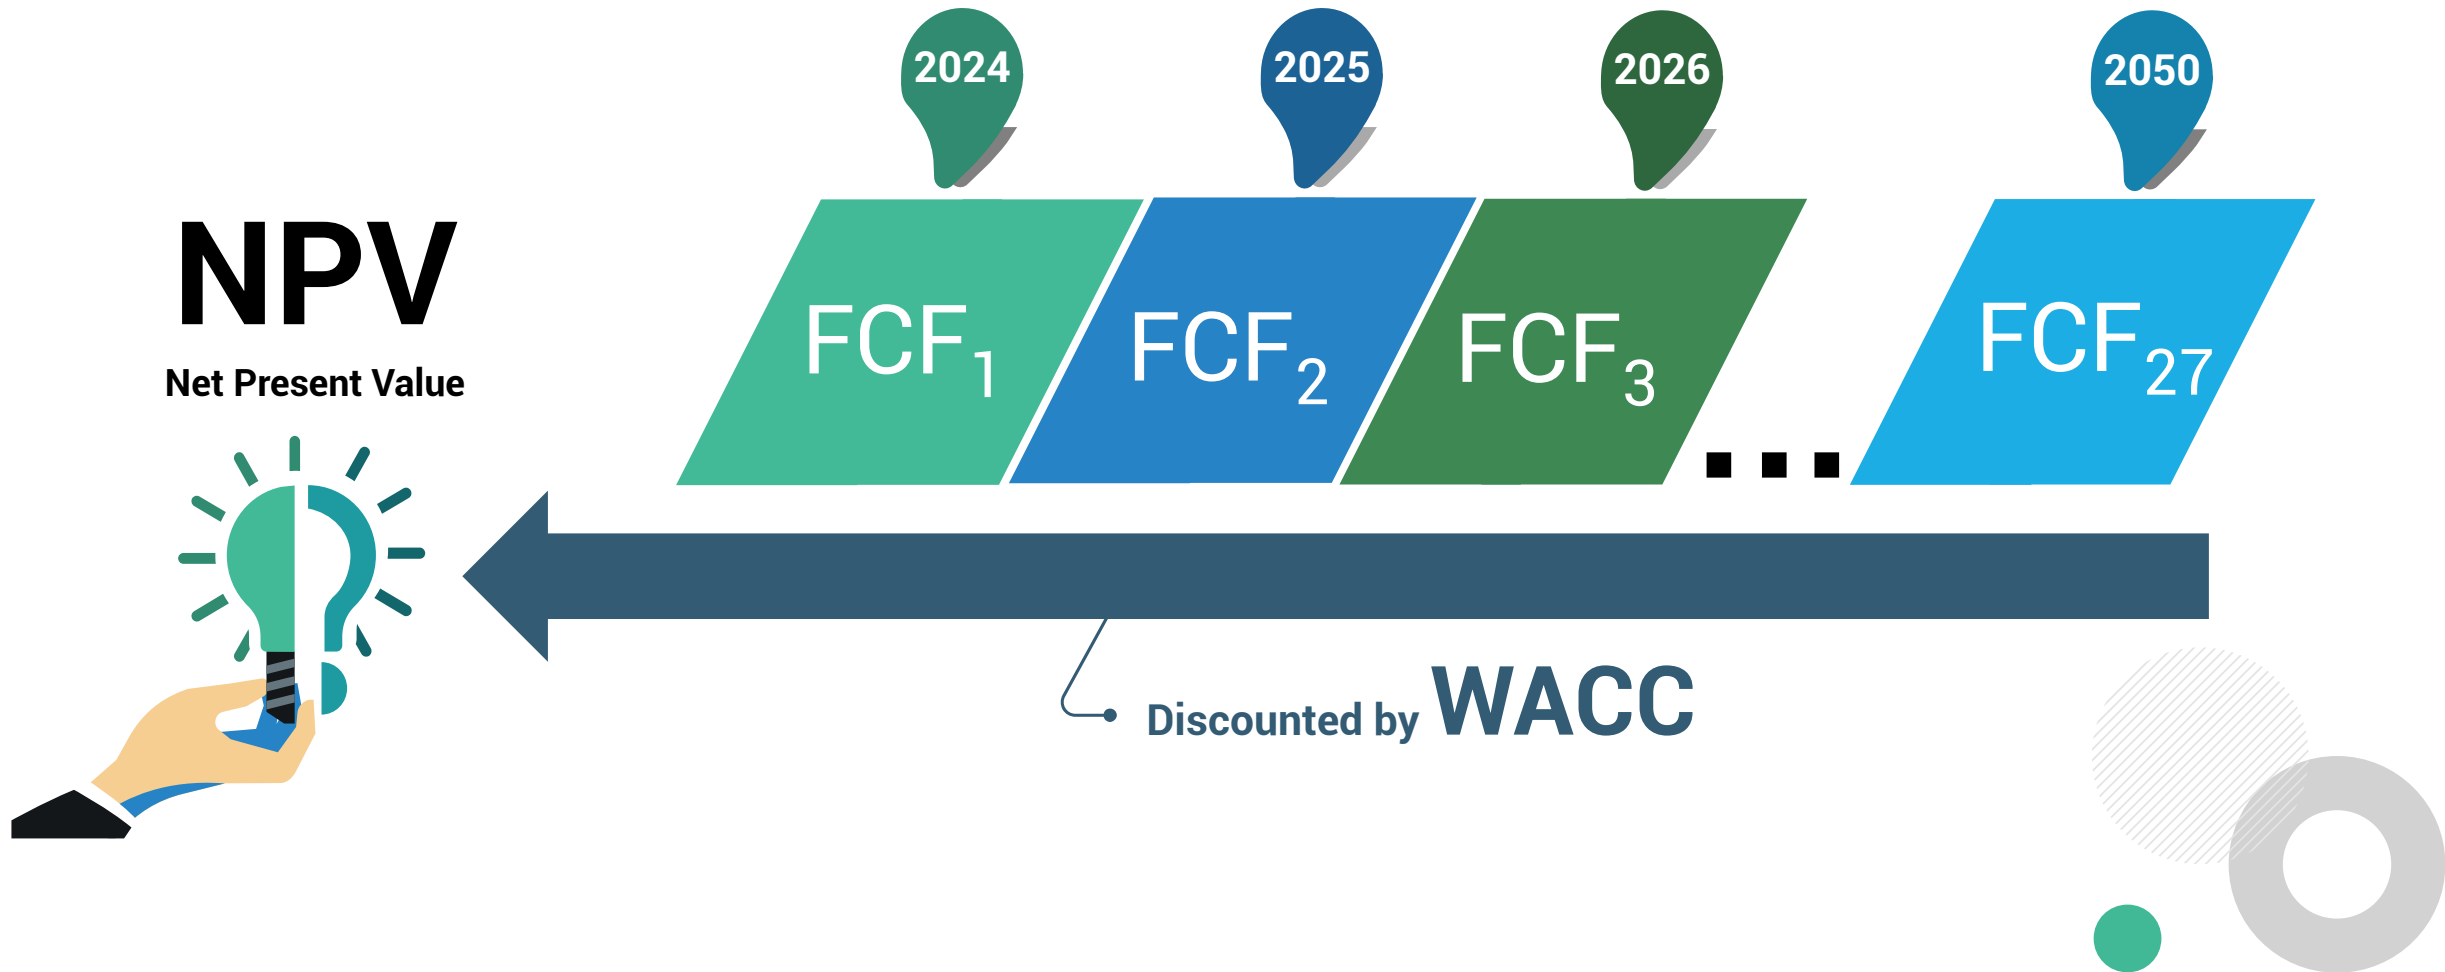 2024
2025
2026
2050
NPV
Net Present Value
FCF1
FCF2
FCF3
...
FCF27
Discounted by WACC